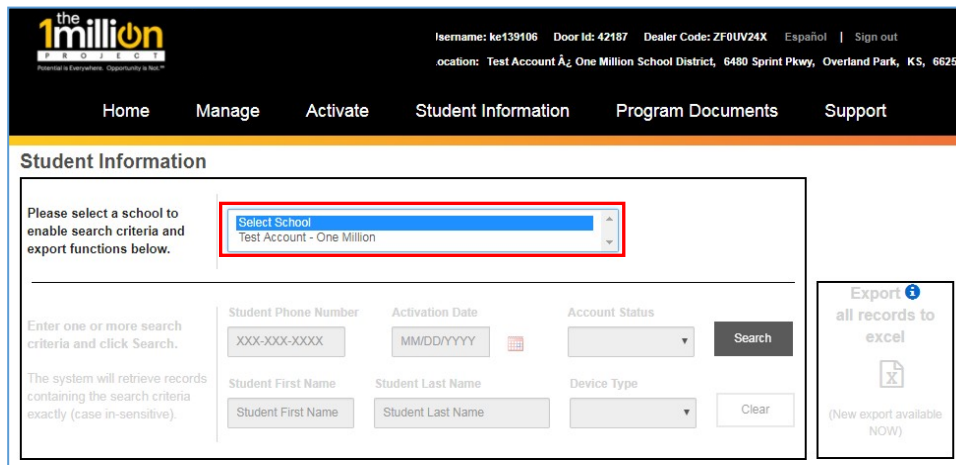 the
1million
PROJECT
Potential is Everywhere. Opportunity is Not.™
Username: ke139106 Door Id: 42187 Dealer Code: ZF0UV24X Español | Sign out
.ocation: Test Account Â¿ One Million School District, 6480 Sprint Pkwy, Overland Park, KS, 6625
Home Manage Activate Student Information Program Documents Support
Student Information
Please select a school to
enable search criteria and
export functions below.
Select School
Test Account - One Million
Enter one or more search
criteria and click Search.
The system will retrieve records
containing the search criteria
exactly (case in-sensitive).
Student Phone Number Activation Date Account Status
XXX-XXX-XXXX MM/DD/YYYY Search
Student First Name Student Last Name Device Type
Student First Name Student Last Name Clear
Export i
all records to
excel
X
(New export available
NOW)